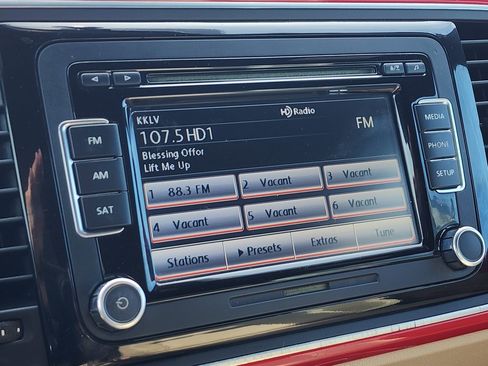 KKLV
HD Radio
107.5 HD1
FM
Blessing Offor
Lift Me Up
1 88.3 FM
2 Vacant
3 Vacant
4 Vacant
5 Vacant
6 Vacant
Stations
Presets
Extras
Tune
FM
AM
SAT
MEDIA
PHONE
SETUP